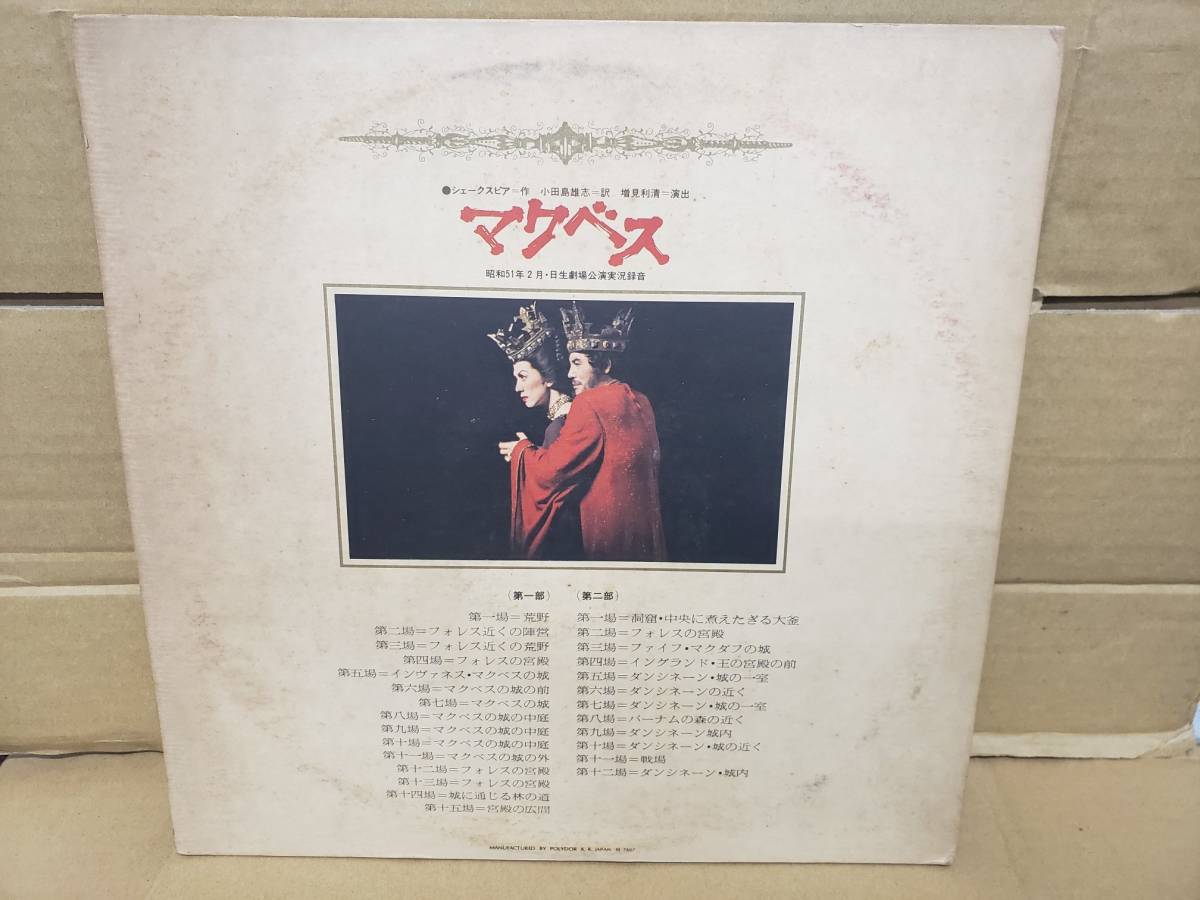 ●シェークスピア＝作　小田島雄志＝訳　増見利清＝演出
マクベス
昭和51年2月・日生劇場公演実況録音
（第一部）
第一場＝荒野
第二場＝フォレス近くの陣営
第三場＝フォレス近くの荒野
第四場＝フォレスの宮殿
第五場＝インヴァネス・マクベスの城
第六場＝マクベスの城の前
第七場＝マクベスの城
第八場＝マクベスの城の中庭
第九場＝マクベスの城の中庭
第十場＝マクベスの城の中庭
第十一場＝マクベスの城の外
第十二場＝フォレスの宮殿
第十三場＝フォレスの宮殿
第十四場＝城に通じる林の道
第十五場＝宮殿の広間
（第二部）
第一場＝洞窟・中央に煮えたぎる大釜
第二場＝フォレスの宮殿
第三場＝ファイフ・マクダフの城
第四場＝イングランド・王の宮殿の前
第五場＝ダンシネーン・城の一室
第六場＝ダンシネーンの近く
第七場＝ダンシネーン・城の一室
第八場＝バーナムの森の近く
第九場＝ダンシネーン城内
第十場＝ダンシネーン・城の近く
第十一場＝戦場
第十二場＝ダンシネーン・城内
MANUFACTURED BY POLYDOR K.K. JAPAN